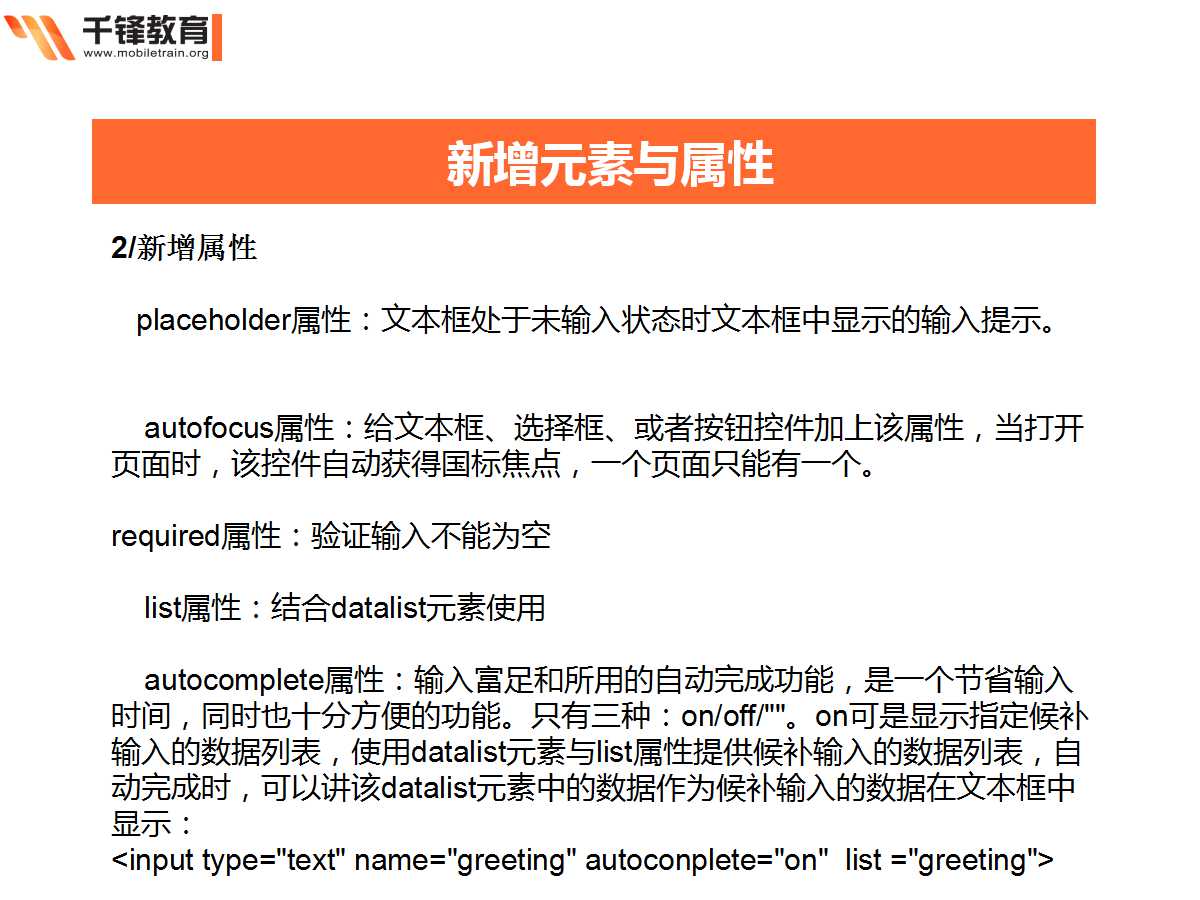 千锋教育
www.mobiletrain.org
新增元素与属性
2/新增属性
placeholder属性：文本框处于未输入状态时文本框中显示的输入提示。
autofocus属性：给文本框、选择框、或者按钮控件加上该属性，当打开
页面时，该控件自动获得国标焦点，一个页面只能有一个。
required属性：验证输入不能为空
list属性：结合datalist元素使用
autocomplete属性：输入富足和所用的自动完成功能，是一个节省输入
时间，同时也十分方便的功能。只有三种：on/off/""。on可是显示指定候补
输入的数据列表，使用datalist元素与list属性提供候补输入的数据列表，自
动完成时，可以讲该datalist元素中的数据作为候补输入的数据在文本框中
显示：
<input type="text" name="greeting" autoconplete="on"  list ="greeting">